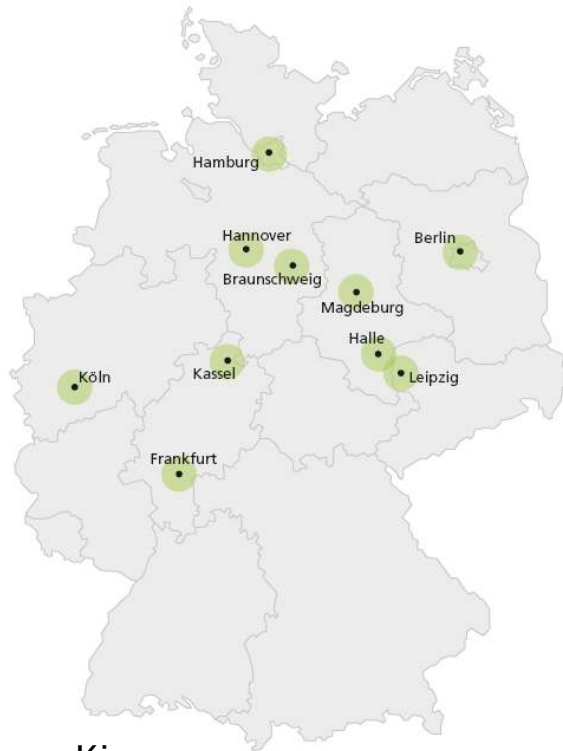 Hamburg
Hannover
Berlin
Braunschweig
Magdeburg
Halle
Kassel
Leipzig
Köln
Frankfurt